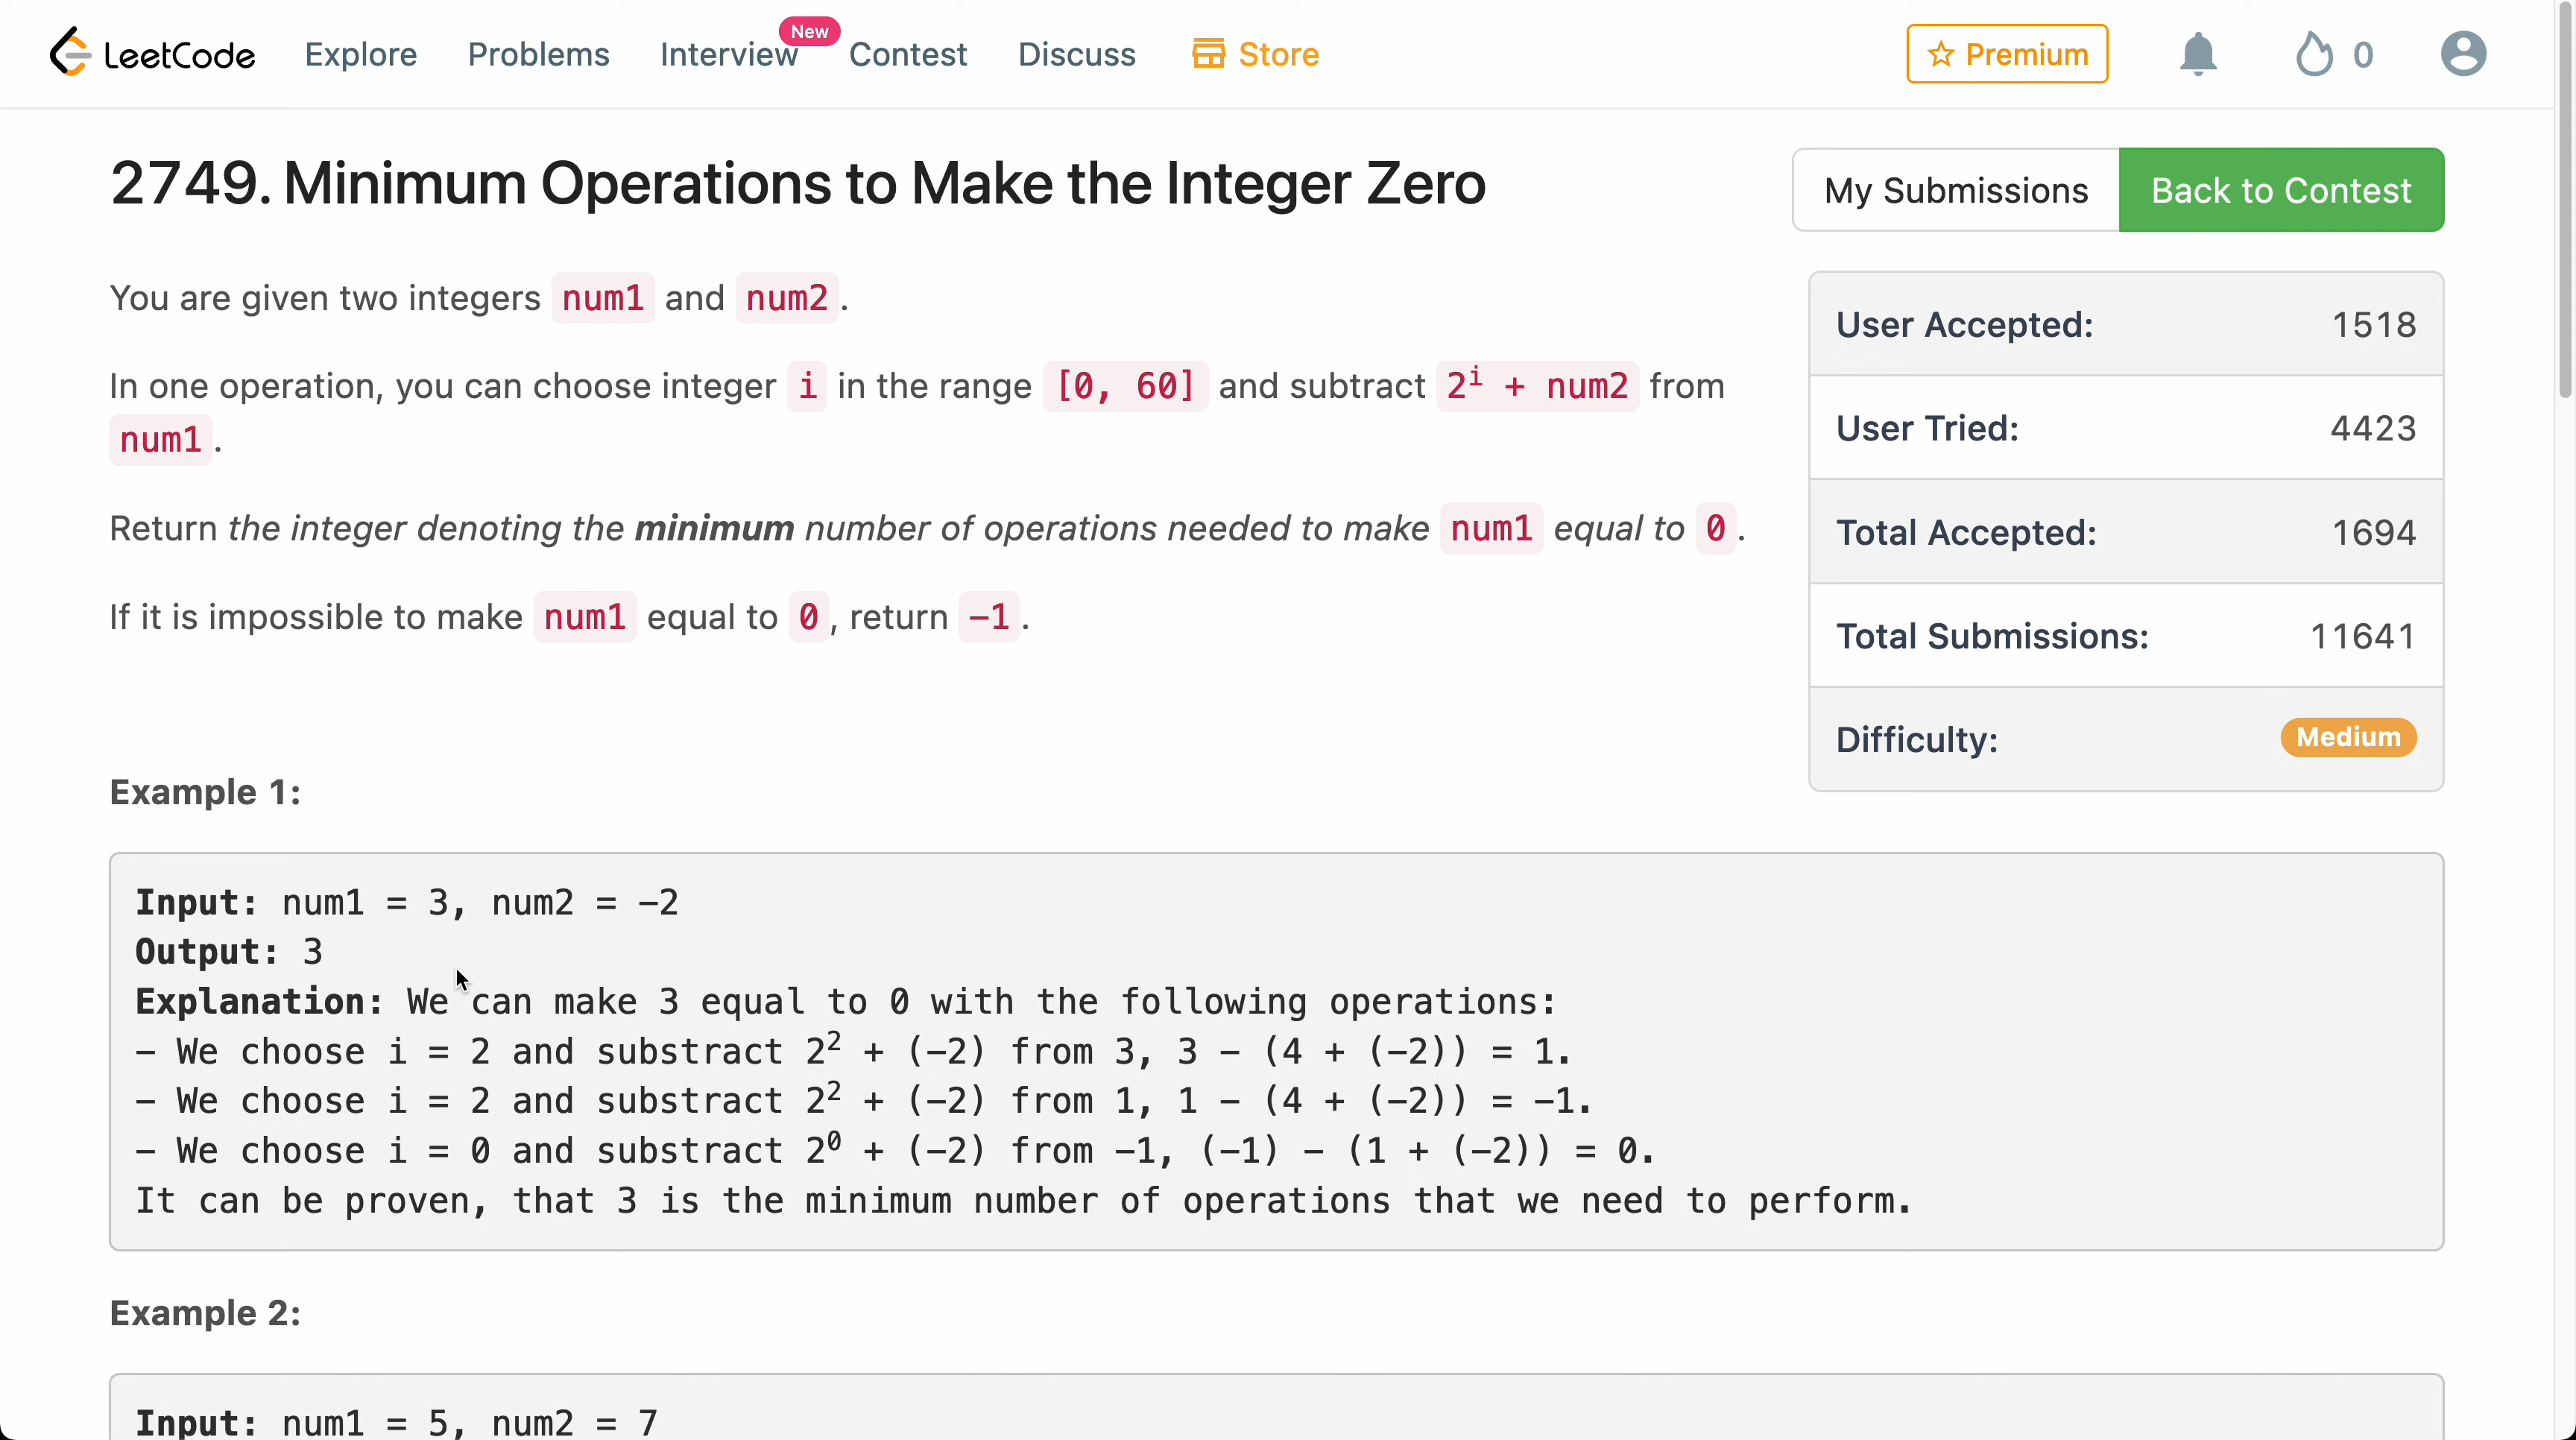 LeetCode Explore Problems Interview New Contest Discuss Store Premium 0
2749. Minimum Operations to Make the Integer Zero
My Submissions Back to Contest
You are given two integers num1 and num2.
In one operation, you can choose integer i in the range [0, 60] and subtract 2^i + num2 from
num1.
Return the integer denoting the minimum number of operations needed to make num1 equal to 0.
If it is impossible to make num1 equal to 0, return −1.
User Accepted: 1518
User Tried: 4423
Total Accepted: 1694
Total Submissions: 11641
Difficulty: Medium
Example 1:
Input: num1 = 3, num2 = −2
Output: 3
Explanation: We can make 3 equal to 0 with the following operations:
− We choose i = 2 and substract 2² + (−2) from 3, 3 − (4 + (−2)) = 1.
− We choose i = 2 and substract 2² + (−2) from 1, 1 − (4 + (−2)) = −1.
− We choose i = 0 and substract 2⁰ + (−2) from −1, (−1) − (1 + (−2)) = 0.
It can be proven, that 3 is the minimum number of operations that we need to perform.
Example 2:
Input: num1 = 5, num2 = 7